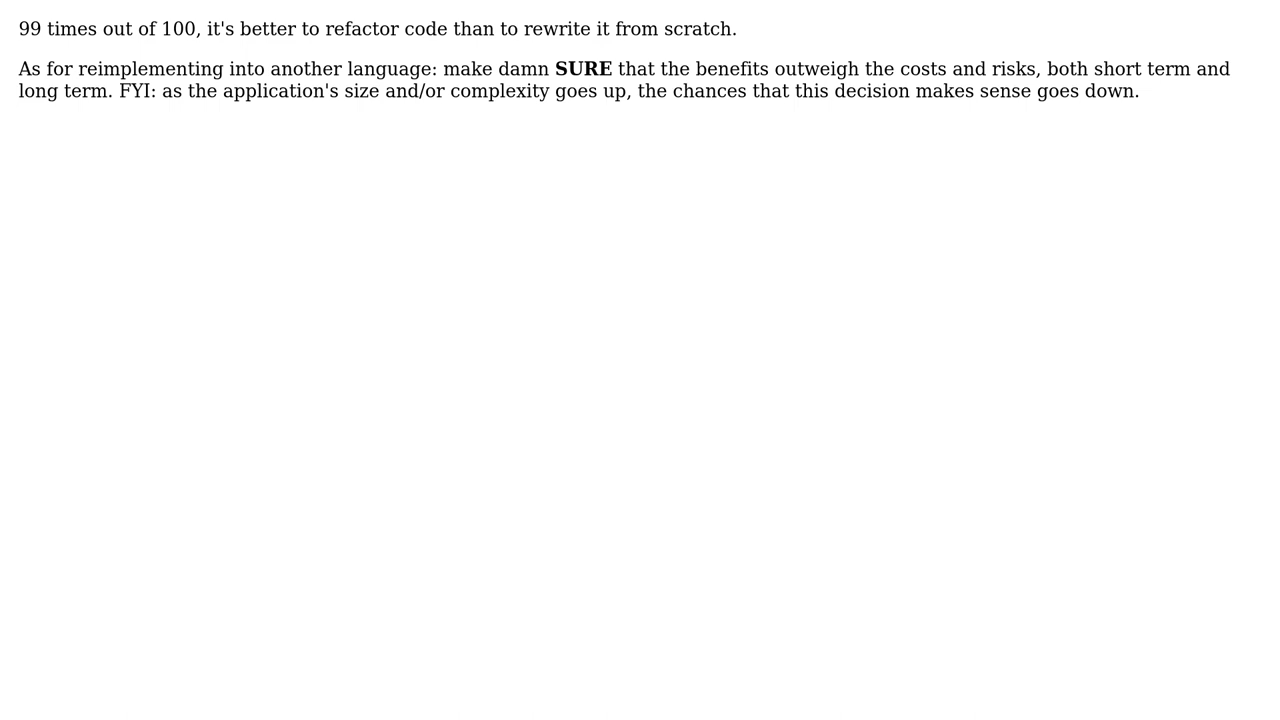 99 times out of 100, it's better to refactor code than to rewrite it from scratch.
As for reimplementing into another language: make damn SURE that the benefits outweigh the costs and risks, both short term and
long term. FYI: as the application's size and/or complexity goes up, the chances that this decision makes sense goes down.